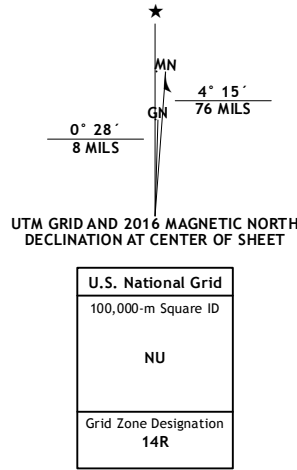 MN
GN
4° 15´
76 MILS
0° 28´
8 MILS
UTM GRID AND 2016 MAGNETIC NORTH
DECLINATION AT CENTER OF SHEET
U.S. National Grid
100,000-m Square ID
NU
Grid Zone Designation
14R